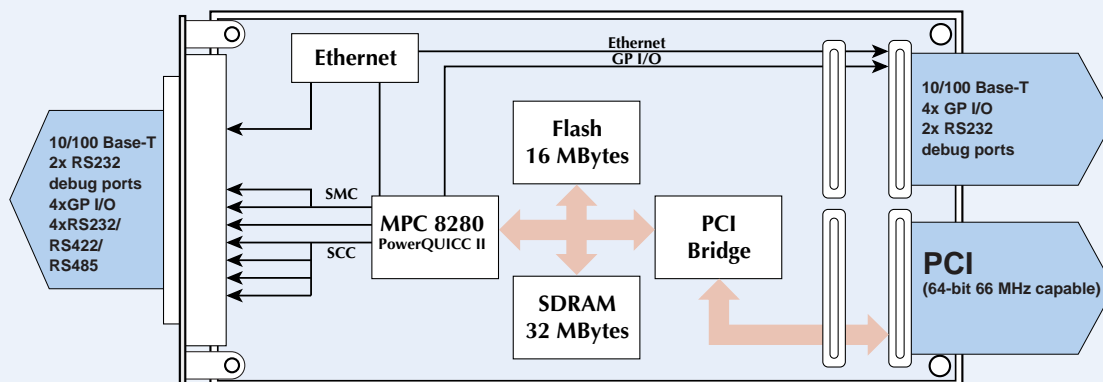 Ethernet
Ethernet
GP I/O
10/100 Base-T
2x RS232
debug ports
4xGP I/O
4xRS232/
RS422/
RS485
SMC
SCC
MPC 8280
PowerQUICC II
Flash
16 MBytes
SDRAM
32 MBytes
PCI
Bridge
10/100 Base-T
4x GP I/O
2x RS232
debug ports
PCI
(64-bit 66 MHz capable)